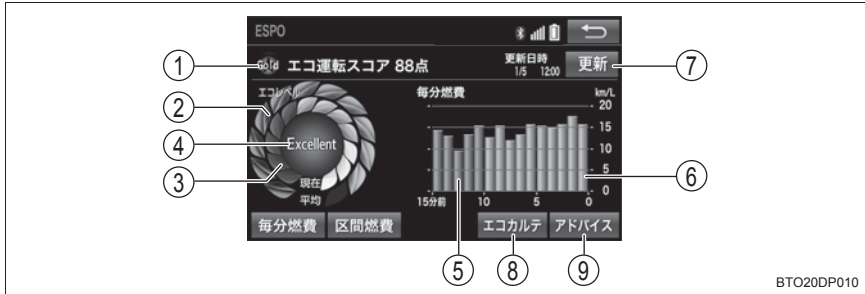 ESPO
① Gold エコ運転スコア 88点 更新日時 1/5 12:00 更新 ⑦
② エコレベル
④ Excellent
③ 現在
平均
毎分燃費 km/L
20
15
10
5
0
⑥
15分前 10 5 0
毎分燃費 区間燃費 エコカルテ アドバイス
⑤ ⑧ ⑨
BTO20DP010